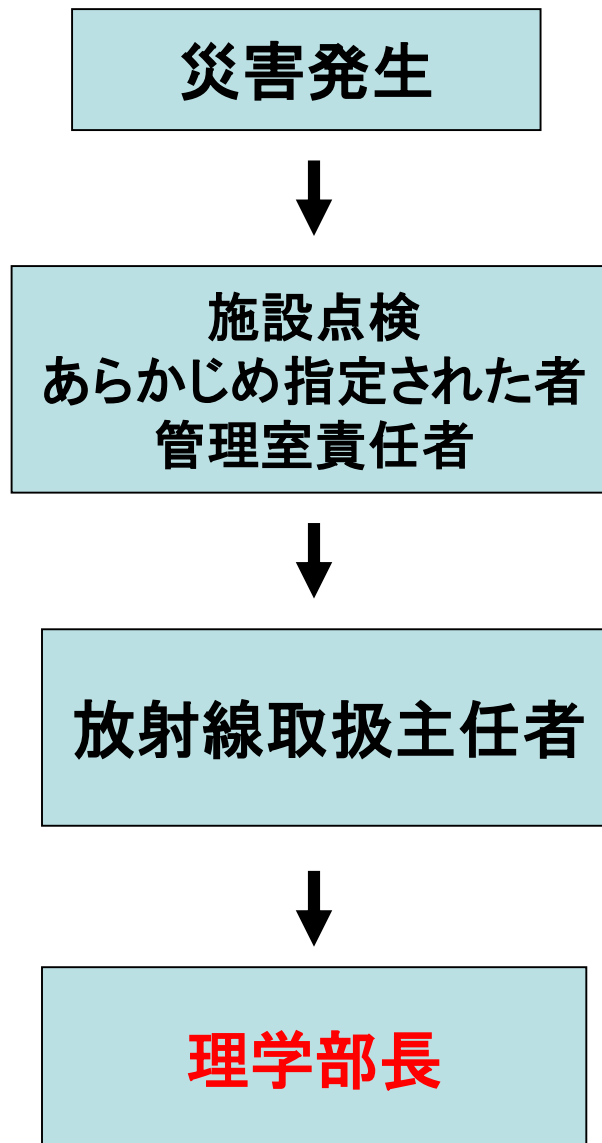 災害発生
施設点検
あらかじめ指定された者
管理室責任者
放射線取扱主任者
理学部長